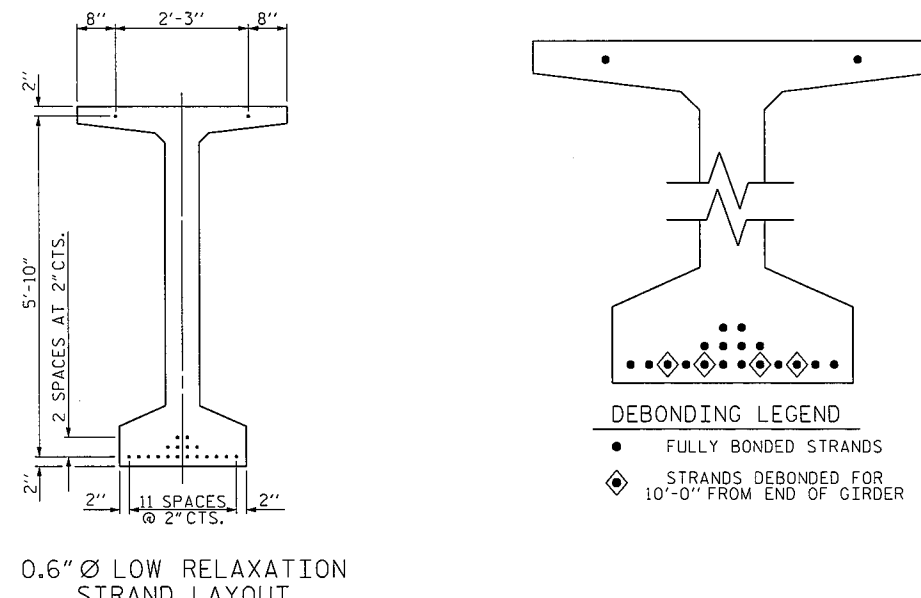 8"
2'-3"
8"
2"
5'-10"
2 SPACES AT 2" CTS.
2"
2"
11 SPACES
@ 2" CTS.
2"
0.6" Ø LOW RELAXATION
STRAND LAYOUT
DEBONDING LEGEND
FULLY BONDED STRANDS
STRANDS DEBONDED FOR
10'-0" FROM END OF GIRDER